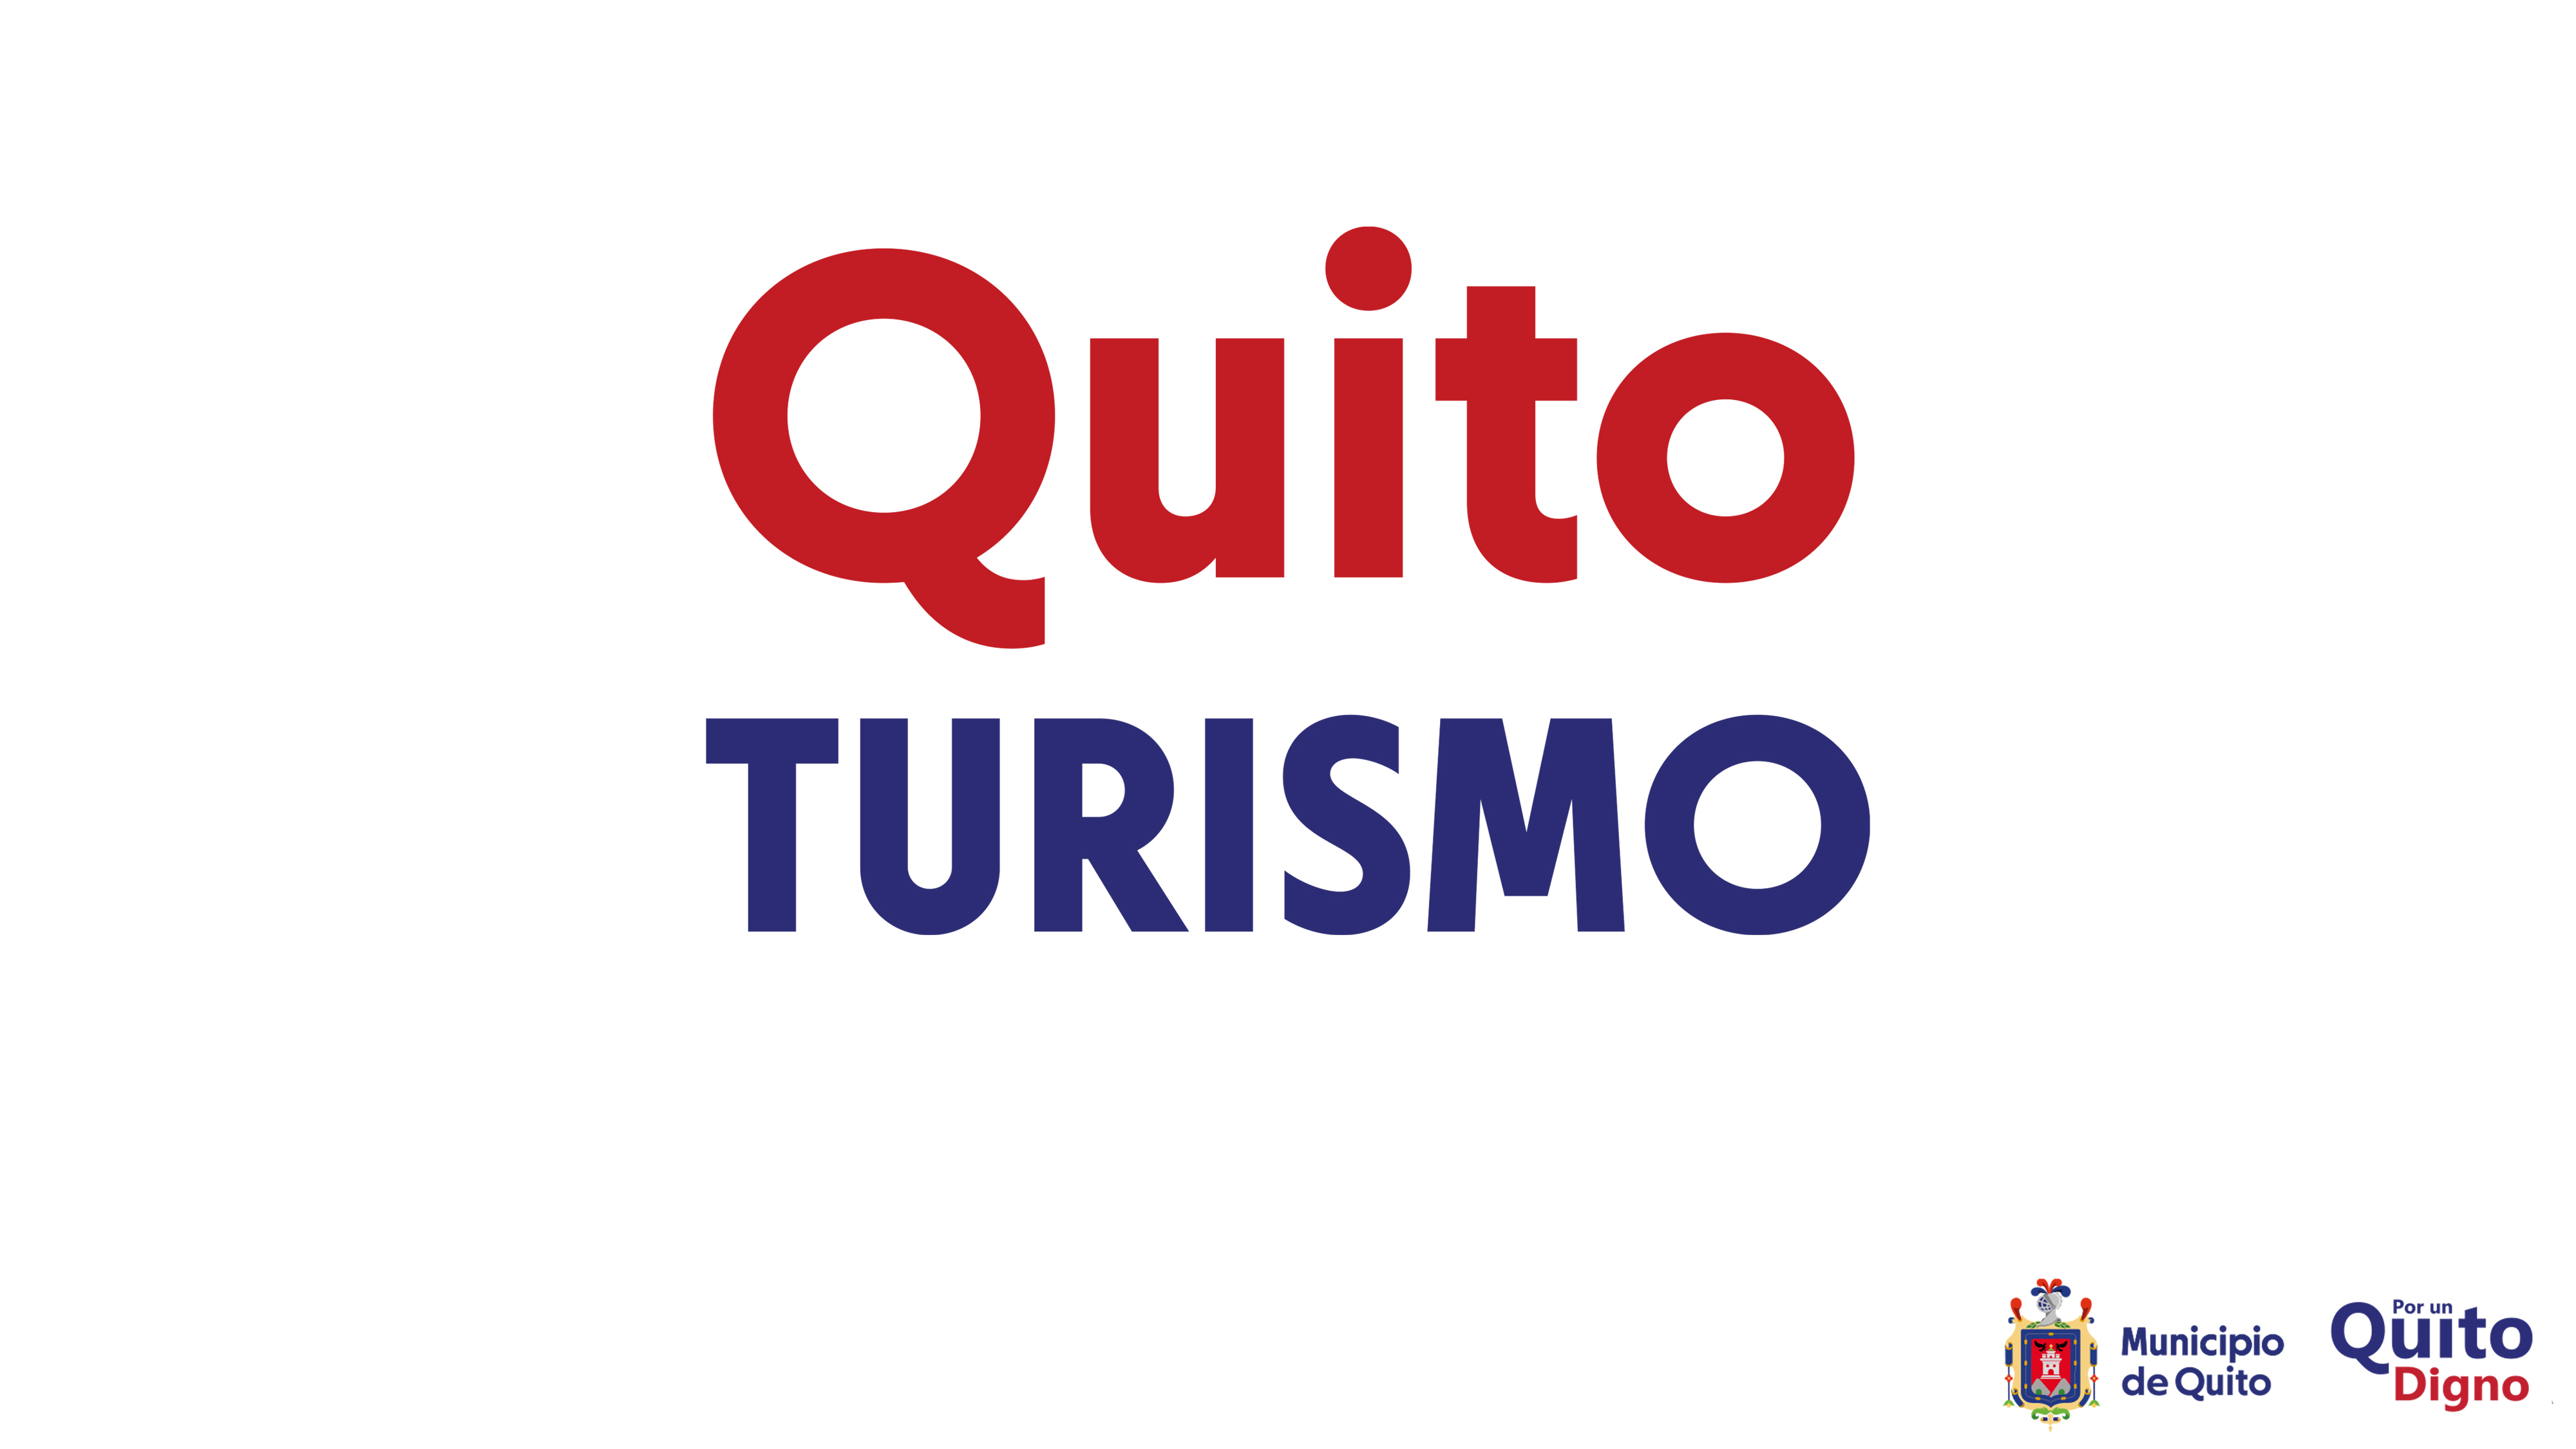 Quito
TURISMO
Municipio
de Quito
Por un
Quito
Digno